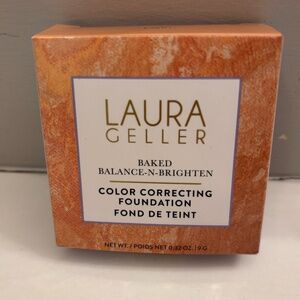 LAURA
GELLER
BAKED
BALANCE-N-BRIGHTEN
COLOR CORRECTING
FOUNDATION
FOND DE TEINT
NET WT. / POIDS NET 0.32 OZ. | 9 G